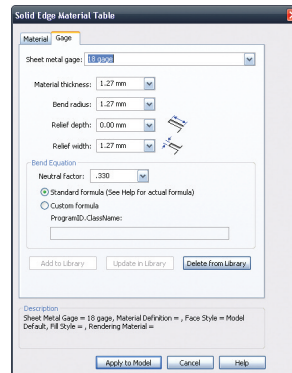 Solid Edge Material Table
Material Gage
Sheet metal gage: 18 gage
Material thickness: 1.27 mm
Bend radius: 1.27 mm
Relief depth: 0.00 mm
Relief width: 1.27 mm
Bend Equation
Neutral factor: .330
Standard formula (See Help for actual formula)
Custom formula
ProgramID.ClassName:
Add to Library Update in Library Delete from Library
Description
Sheet Metal Gage = 18 gage, Material Definition = , Face Style = Model
Default, Fill Style = , Rendering Material =
Apply to Model Cancel Help